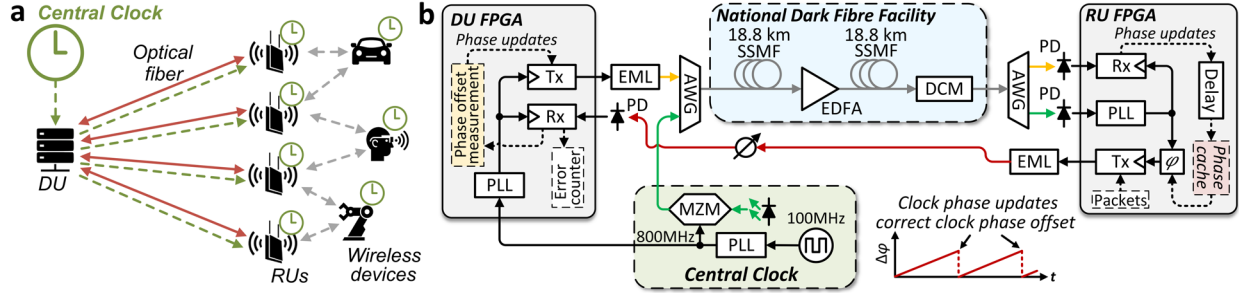 a
Central Clock
Optical
fiber
DU
RUs
Wireless
devices
b
DU FPGA
Phase updates
Phase offset
measurement
Tx
Rx
PLL
Error
counter
EML
PD
AWG
National Dark Fibre Facility
18.8 km
SSMF
18.8 km
SSMF
EDFA
DCM
AWG
PD
PD
RU FPGA
Phase updates
Rx
Delay
PLL
Phase
cache
EML
Tx
φ
Packets
MZM
800MHz
PLL
100MHz
Central Clock
Clock phase updates
correct clock phase offset
Δφ
t